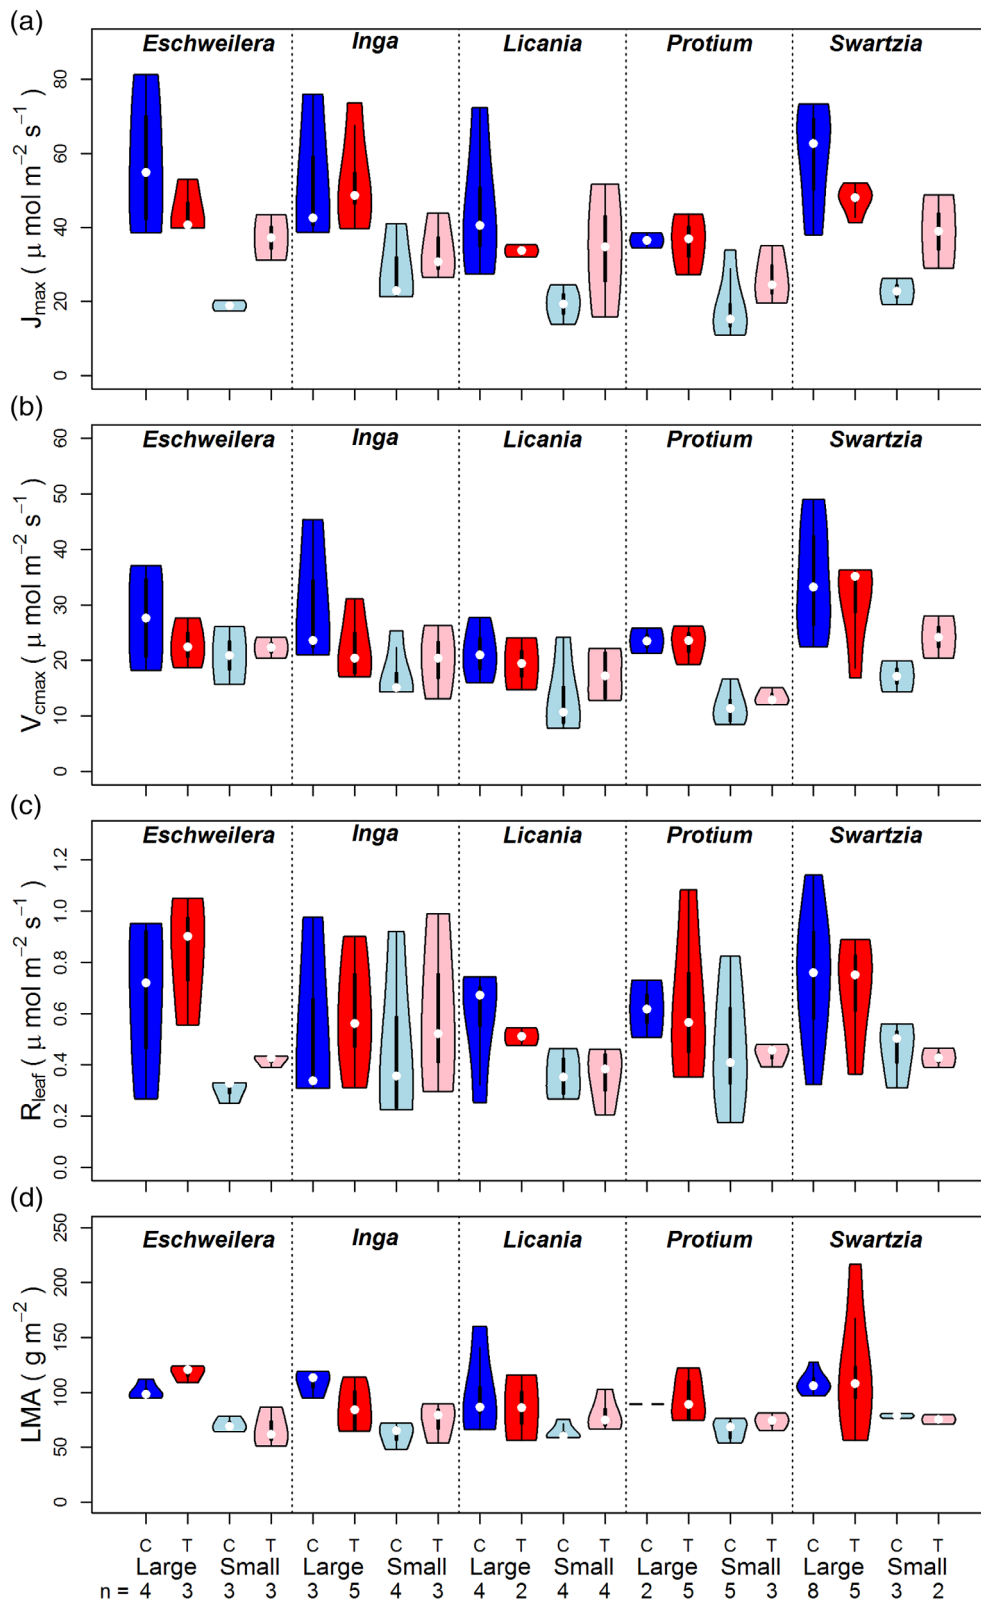 (a)
Eschweilera Inga Licania Protium Swartzia
J_max ( μ mol m⁻² s⁻¹ )
80
60
40
20
0
(b)
Eschweilera Inga Licania Protium Swartzia
V_cmax ( μ mol m⁻² s⁻¹ )
60
50
40
30
20
10
0
(c)
Eschweilera Inga Licania Protium Swartzia
R_leaf ( μ mol m⁻² s⁻¹ )
1.2
1.0
0.8
0.6
0.4
0.2
0.0
(d)
Eschweilera Inga Licania Protium Swartzia
LMA ( g m⁻² )
250
200
150
100
50
0
C T C T C T C T C T C T C T C T C T C T
Large Small Large Small Large Small Large Small Large Small
n = 4 3 3 3 3 5 4 3 4 2 4 4 2 5 5 3 8 5 3 2